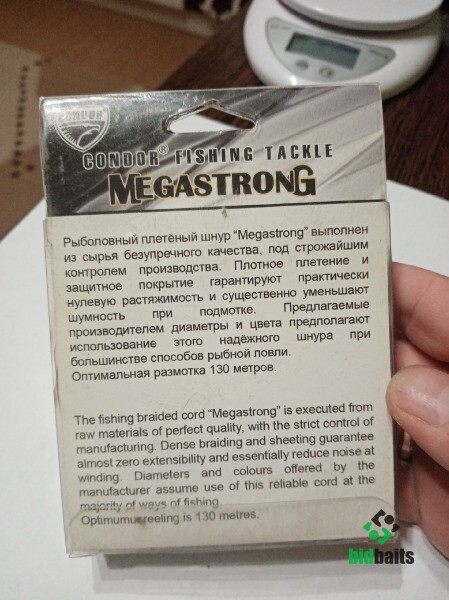 CONDOR
CONDOR® FISHING TACKLE
MEGASTRONG
Рыболовный плетёный шнур “Megastrong” выполнен
из сырья безупречного качества, под строжайшим
контролем производства. Плотное плетение и
защитное покрытие гарантируют практически
нулевую растяжимость и существенно уменьшают
шумность при подмотке. Предлагаемые
производителем диаметры и цвета предполагают
использование этого надёжного шнура при
большинстве способов рыбной ловли.
Оптимальная размотка 130 метров.
The fishing braided cord “Megastrong” is executed from
raw materials of perfect quality, with the strict control of
manufacturing. Dense braiding and sheeting guarantee
almost zero extensibility and essentially reduce noise at
winding. Diameters and colours offered by the
manufacturer assume use of this reliable cord at the
majority of ways of fishing.
Optimum reeling is 130 metres.
bidbaits